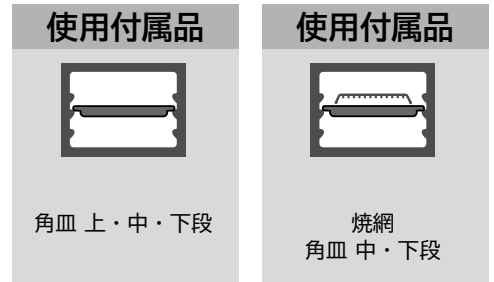 使用付属品
角皿 上・中・下段
使用付属品
焼網
角皿 中・下段